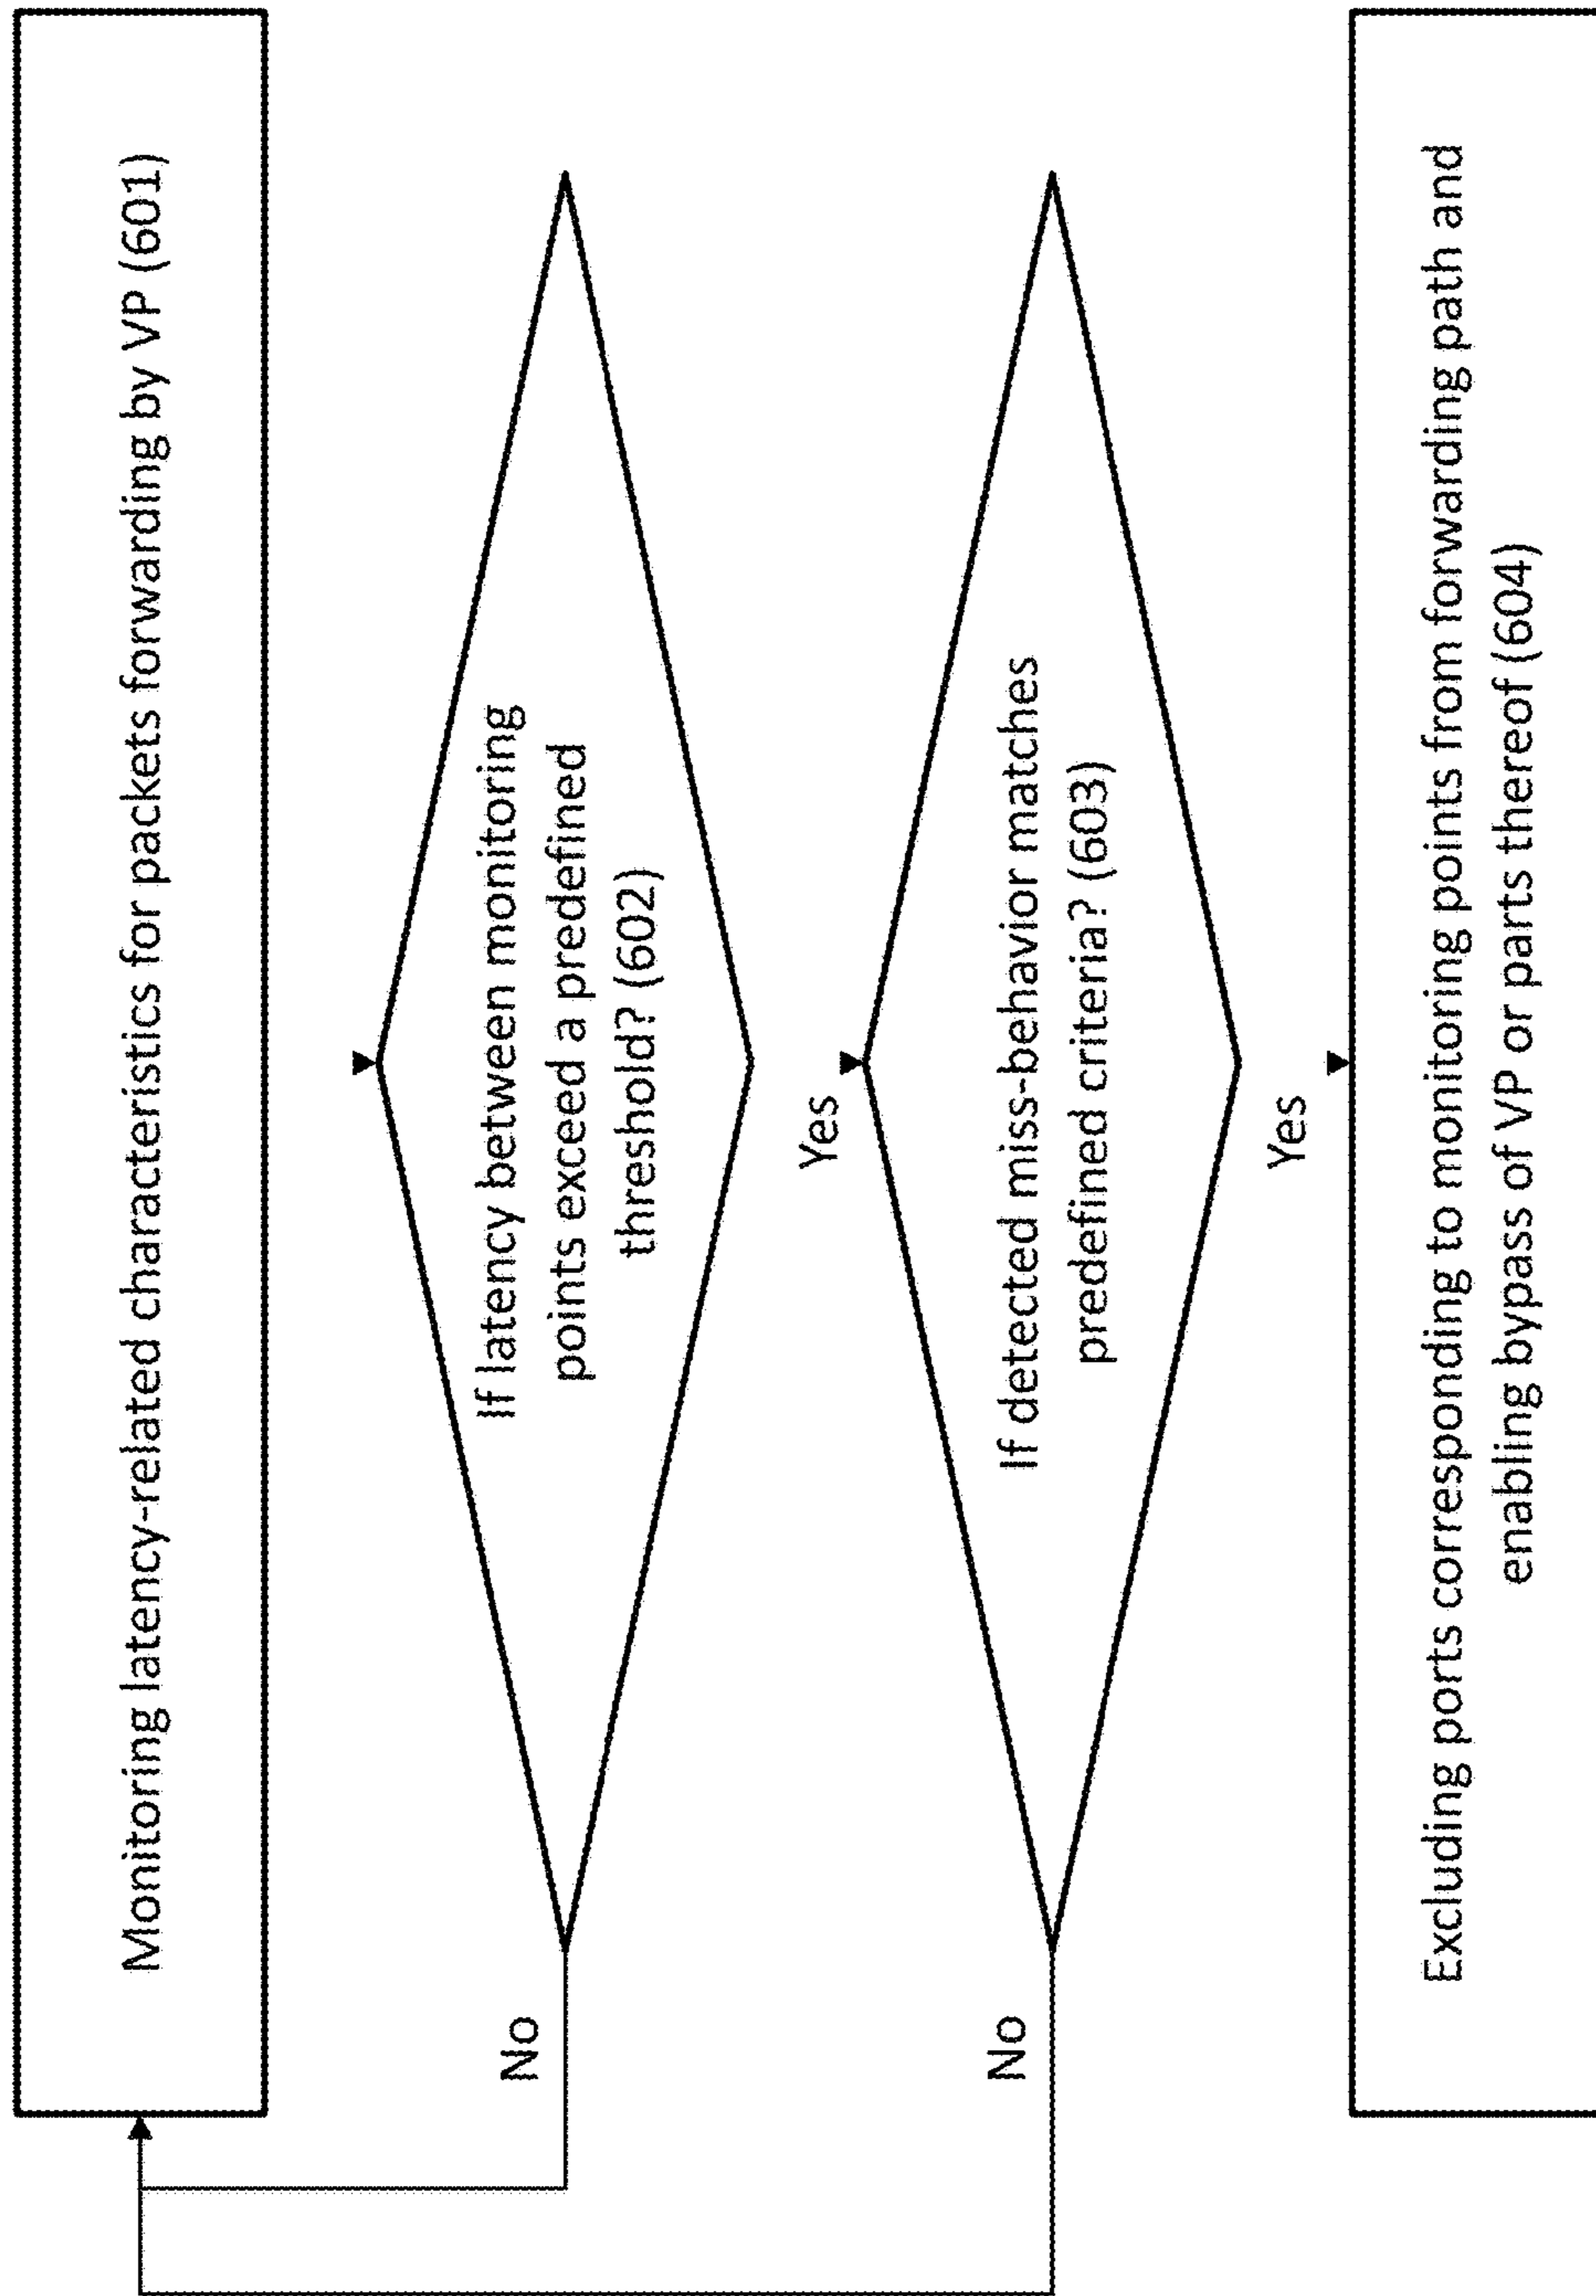 Monitoring latency-related characteristics for packets forwarding by VP (601)
If latency between monitoring
points exceed a predefined
threshold? (602)
No
Yes
If detected miss-behavior matches
predefined criteria? (603)
No
Yes
Excluding ports corresponding to monitoring points from forwarding path and
enabling bypass of VP or parts thereof (604)